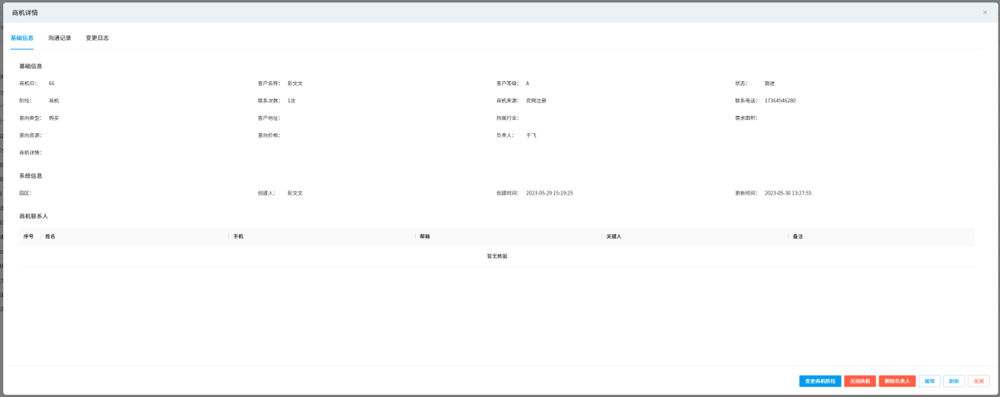 商机详情 ×
基础信息 沟通记录 变更日志
基础信息
商机ID: 66 客户名称: 彭文文 客户等级: A 状态: 跟进
阶段: 商机 联系次数: 1次 商机来源: 官网注册 联系电话: 17364546280
意向类型: 购买 客户地址: 所属行业: 需求面积:
意向资源: 意向价格: 负责人: 于飞
商机详情:
系统信息
园区: 创建人: 彭文文 创建时间: 2023-05-29 15:19:25 更新时间: 2023-05-30 13:27:55
商机联系人
序号 姓名 手机 邮箱 关键人 备注
暂无数据
变更商机阶段 关闭商机 解除负责人 编辑 刷新 关闭